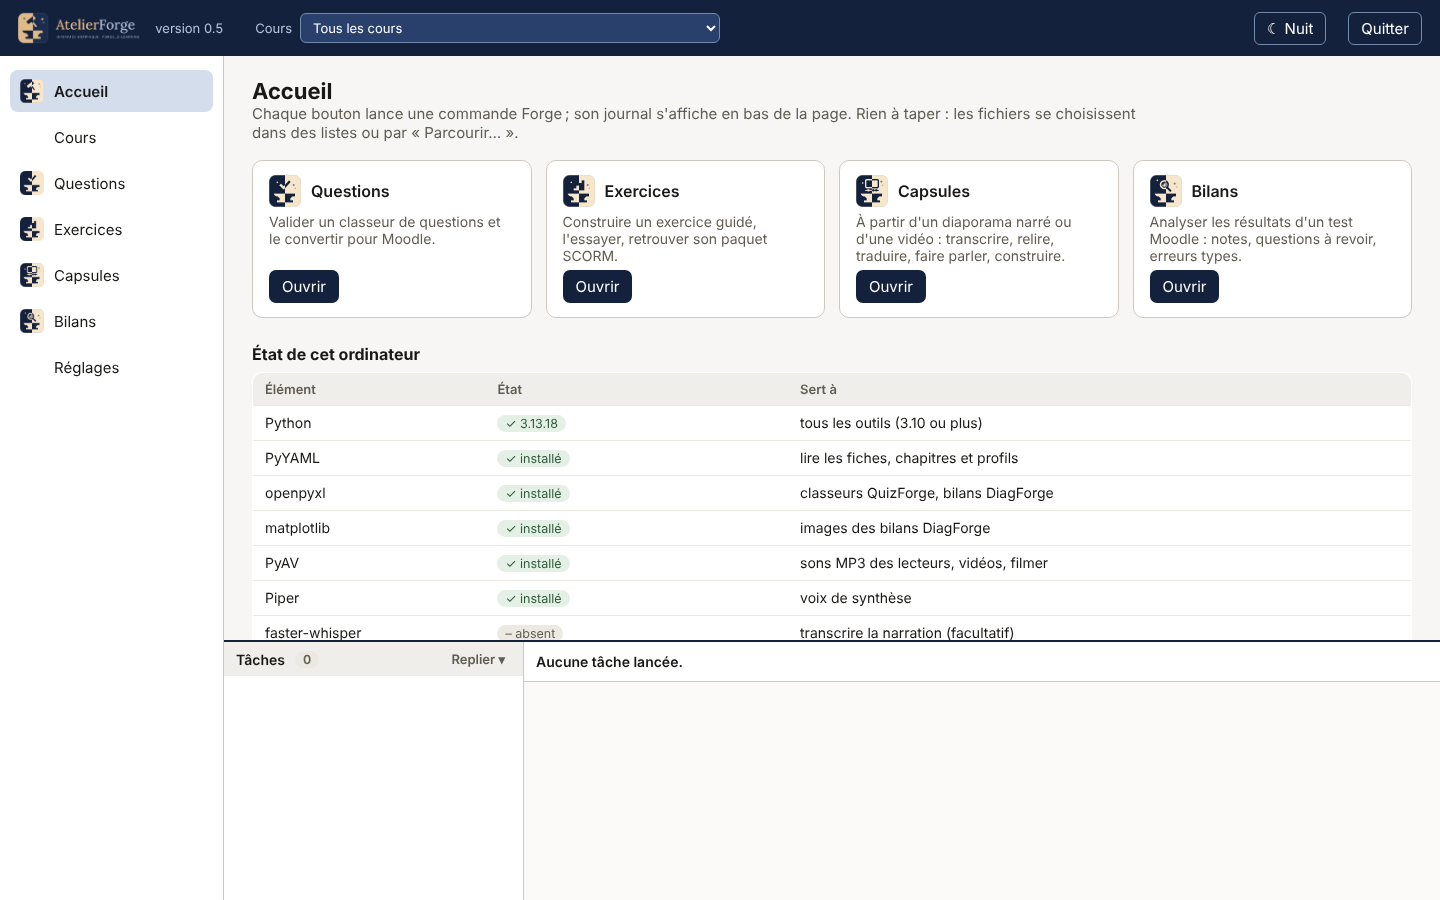 AtelierForge
version 0.5
Cours
Tous les cours
☾ Nuit
Quitter
Accueil
Cours
Questions
Exercices
Capsules
Bilans
Réglages
Accueil
Chaque bouton lance une commande Forge ; son journal s'affiche en bas de la page. Rien à taper : les fichiers se choisissent
dans des listes ou par « Parcourir… ».
Questions
Valider un classeur de questions et
le convertir pour Moodle.
Ouvrir
Exercices
Construire un exercice guidé,
l'essayer, retrouver son paquet
SCORM.
Ouvrir
Capsules
À partir d'un diaporama narré ou
d'une vidéo : transcrire, relire,
traduire, faire parler, construire.
Ouvrir
Bilans
Analyser les résultats d'un test
Moodle : notes, questions à revoir,
erreurs types.
Ouvrir
État de cet ordinateur
Élément État Sert à
Python ✓ 3.13.18 tous les outils (3.10 ou plus)
PyYAML ✓ installé lire les fiches, chapitres et profils
openpyxl ✓ installé classeurs QuizForge, bilans DiagForge
matplotlib ✓ installé images des bilans DiagForge
PyAV ✓ installé sons MP3 des lecteurs, vidéos, filmer
Piper ✓ installé voix de synthèse
faster-whisper – absent transcrire la narration (facultatif)
Tâches 0 Replier ▾
Aucune tâche lancée.